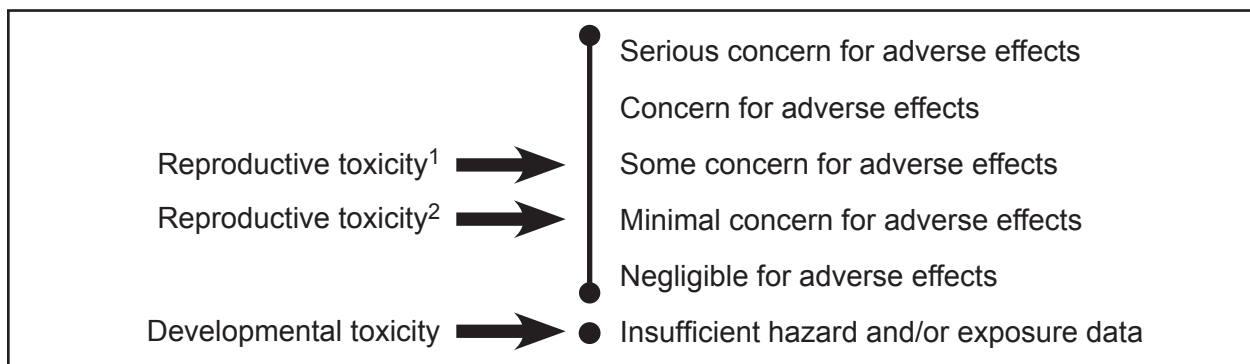 Serious concern for adverse effects
Concern for adverse effects
Reproductive toxicity1 Some concern for adverse effects
Reproductive toxicity2 Minimal concern for adverse effects
Negligible for adverse effects
Developmental toxicity Insufficient hazard and/or exposure data